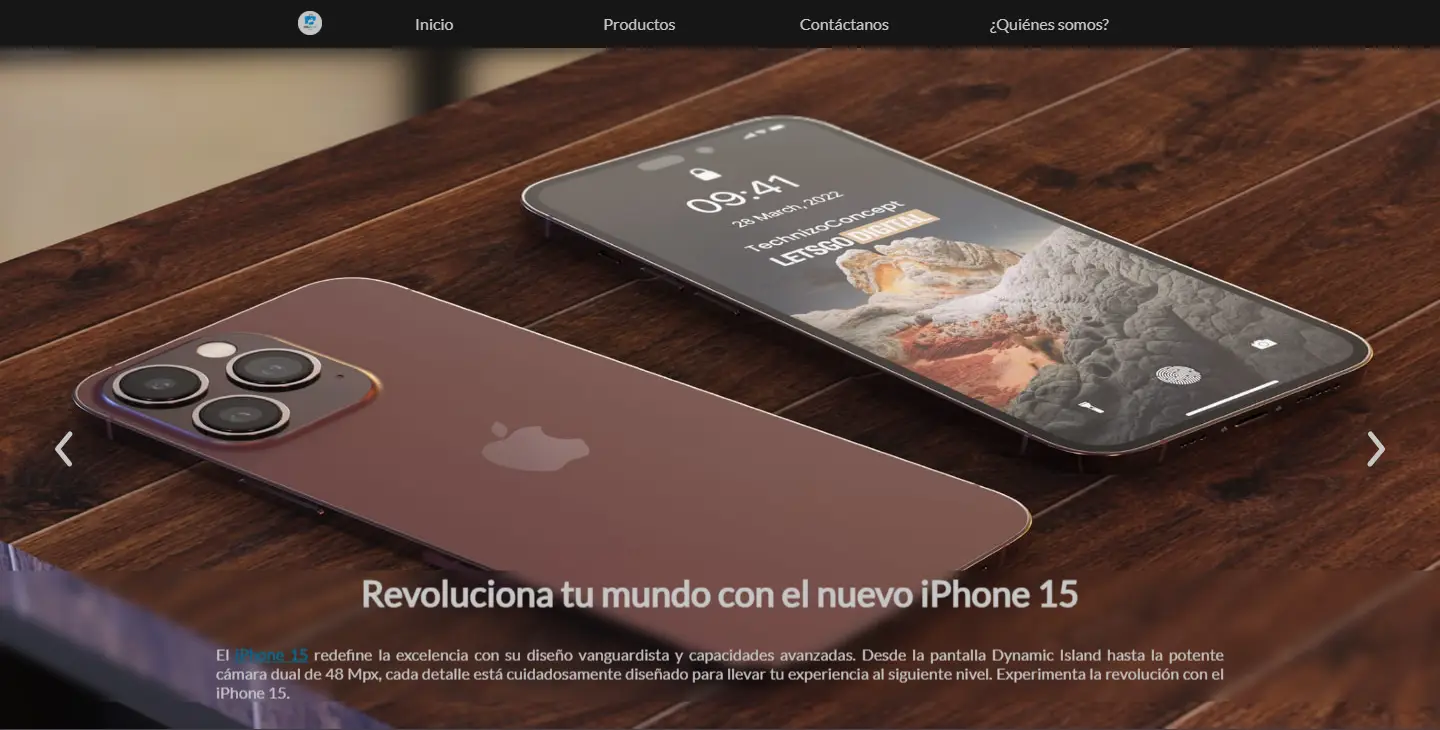 Inicio
Productos
Contáctanos
¿Quiénes somos?
09:41
28 March, 2022
TechnizoConcept
LETSGO DIGITAL
Revoluciona tu mundo con el nuevo iPhone 15
El iPhone 15 redefine la excelencia con su diseño vanguardista y capacidades avanzadas. Desde la pantalla Dynamic Island hasta la potente
cámara dual de 48 Mpx, cada detalle está cuidadosamente diseñado para llevar tu experiencia al siguiente nivel. Experimenta la revolución con el
iPhone 15.